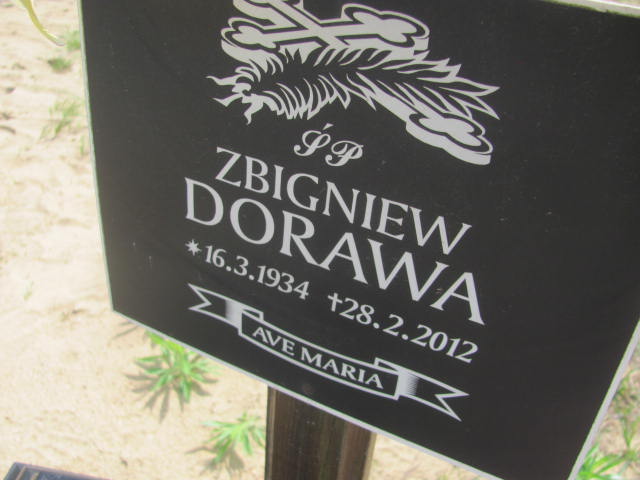 ŚP
ZBIGNIEW
DORAWA
*16.3.1934 †28.2.2012
AVE MARIA